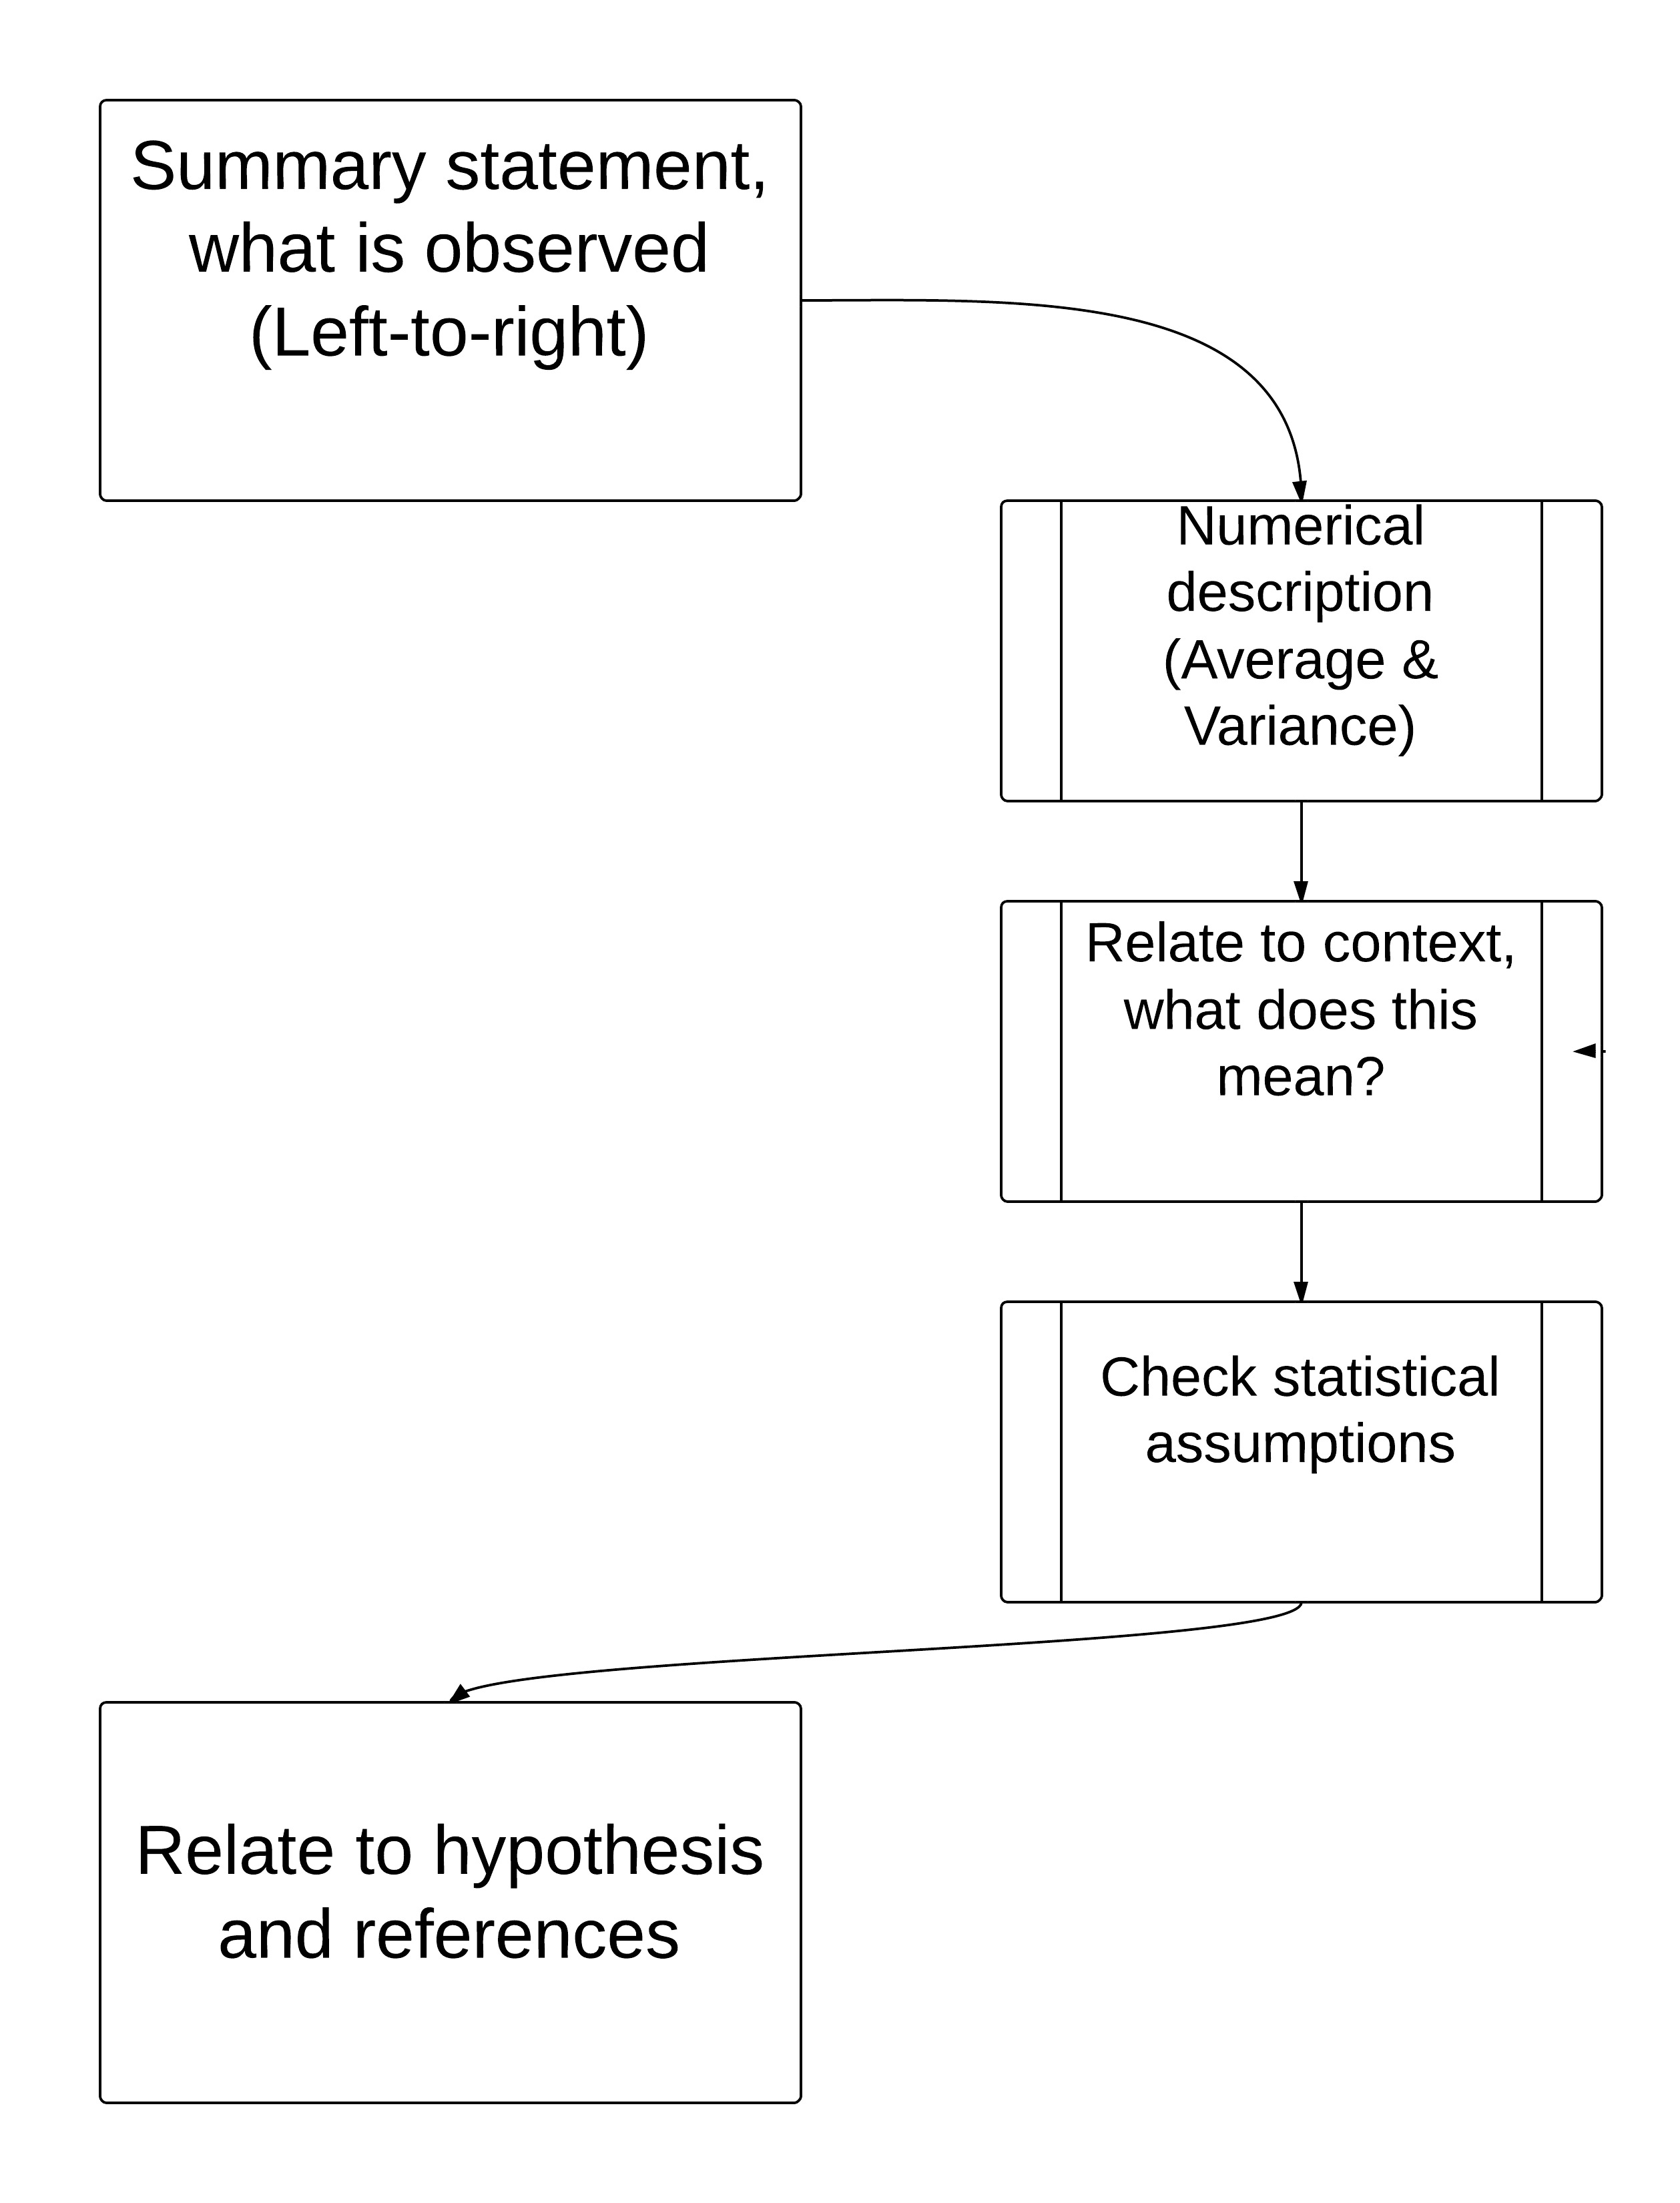 Summary statement,
what is observed
(Left-to-right)
Numerical
description
(Average &
Variance)
Relate to context,
what does this
mean?
Check statistical
assumptions
Relate to hypothesis
and references